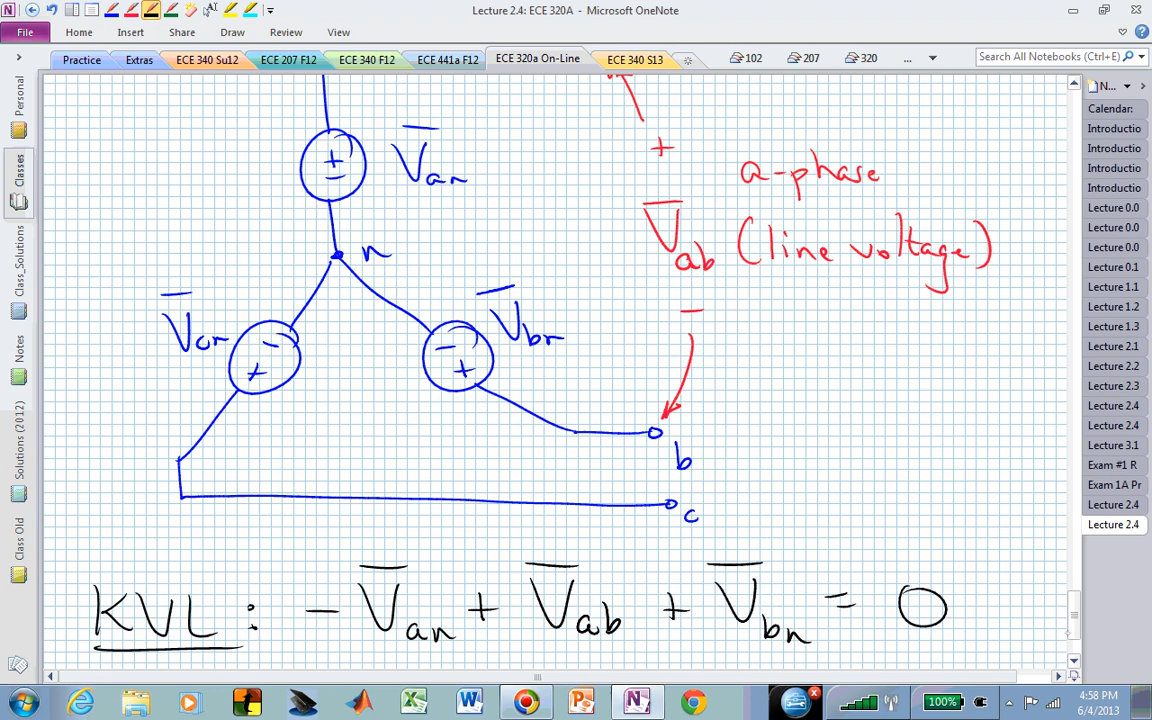 Lecture 2.4: ECE 320A - Microsoft OneNote
File Home Insert Share Draw Review View
Practice Extras ECE 340 Su12 ECE 207 F12 ECE 340 F12 ECE 441a F12 ECE 320a On-Line ECE 340 S13 102 207 320 ... Search All Notebooks (Ctrl+E)
Personal
Classes
Class_Solutions
Notes
Solutions (2012)
Class Old
N...
Calendar:
Introductio
Introductio
Introductio
Introductio
Lecture 0.0
Lecture 0.0
Lecture 0.0
Lecture 0.1
Lecture 1.1
Lecture 1.2
Lecture 1.3
Lecture 2.1
Lecture 2.2
Lecture 2.3
Lecture 2.4
Lecture 2.4
Lecture 3.1
Exam #1 R
Exam 1A Pr
Lecture 2.4
Lecture 2.4
+
− V̅an
+ a-phase
V̅ab (line voltage)
−
n
V̅cn − +
V̅bn − +
b
c
KVL: − V̅an + V̅ab + V̅bn = 0
100%
4:58 PM
6/4/2013